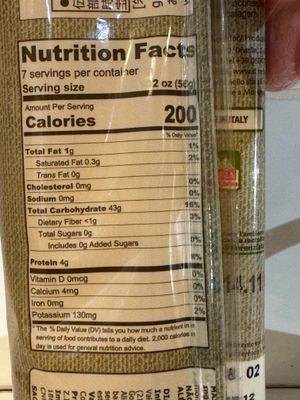 Nutrition Facts
7 servings per container
Serving size 2 oz (56g)
Amount Per Serving
Calories 200
% Daily Value*
Total Fat 1g 1%
Saturated Fat 0.3g 2%
Trans Fat 0g
Cholesterol 0mg 0%
Sodium 0mg 0%
Total Carbohydrate 43g 16%
Dietary Fiber <1g 3%
Total Sugars 0g
Includes 0g Added Sugars 0%
Protein 4g
Vitamin D 0mcg 0%
Calcium 4mg 0%
Iron 0mg 0%
Potassium 130mg 2%
* The % Daily Value (DV) tells you how much a nutrient in
serving of food contributes to a daily diet. 2,000 calories
day is used for general nutrition advice.
ITALY
14.11
02
12